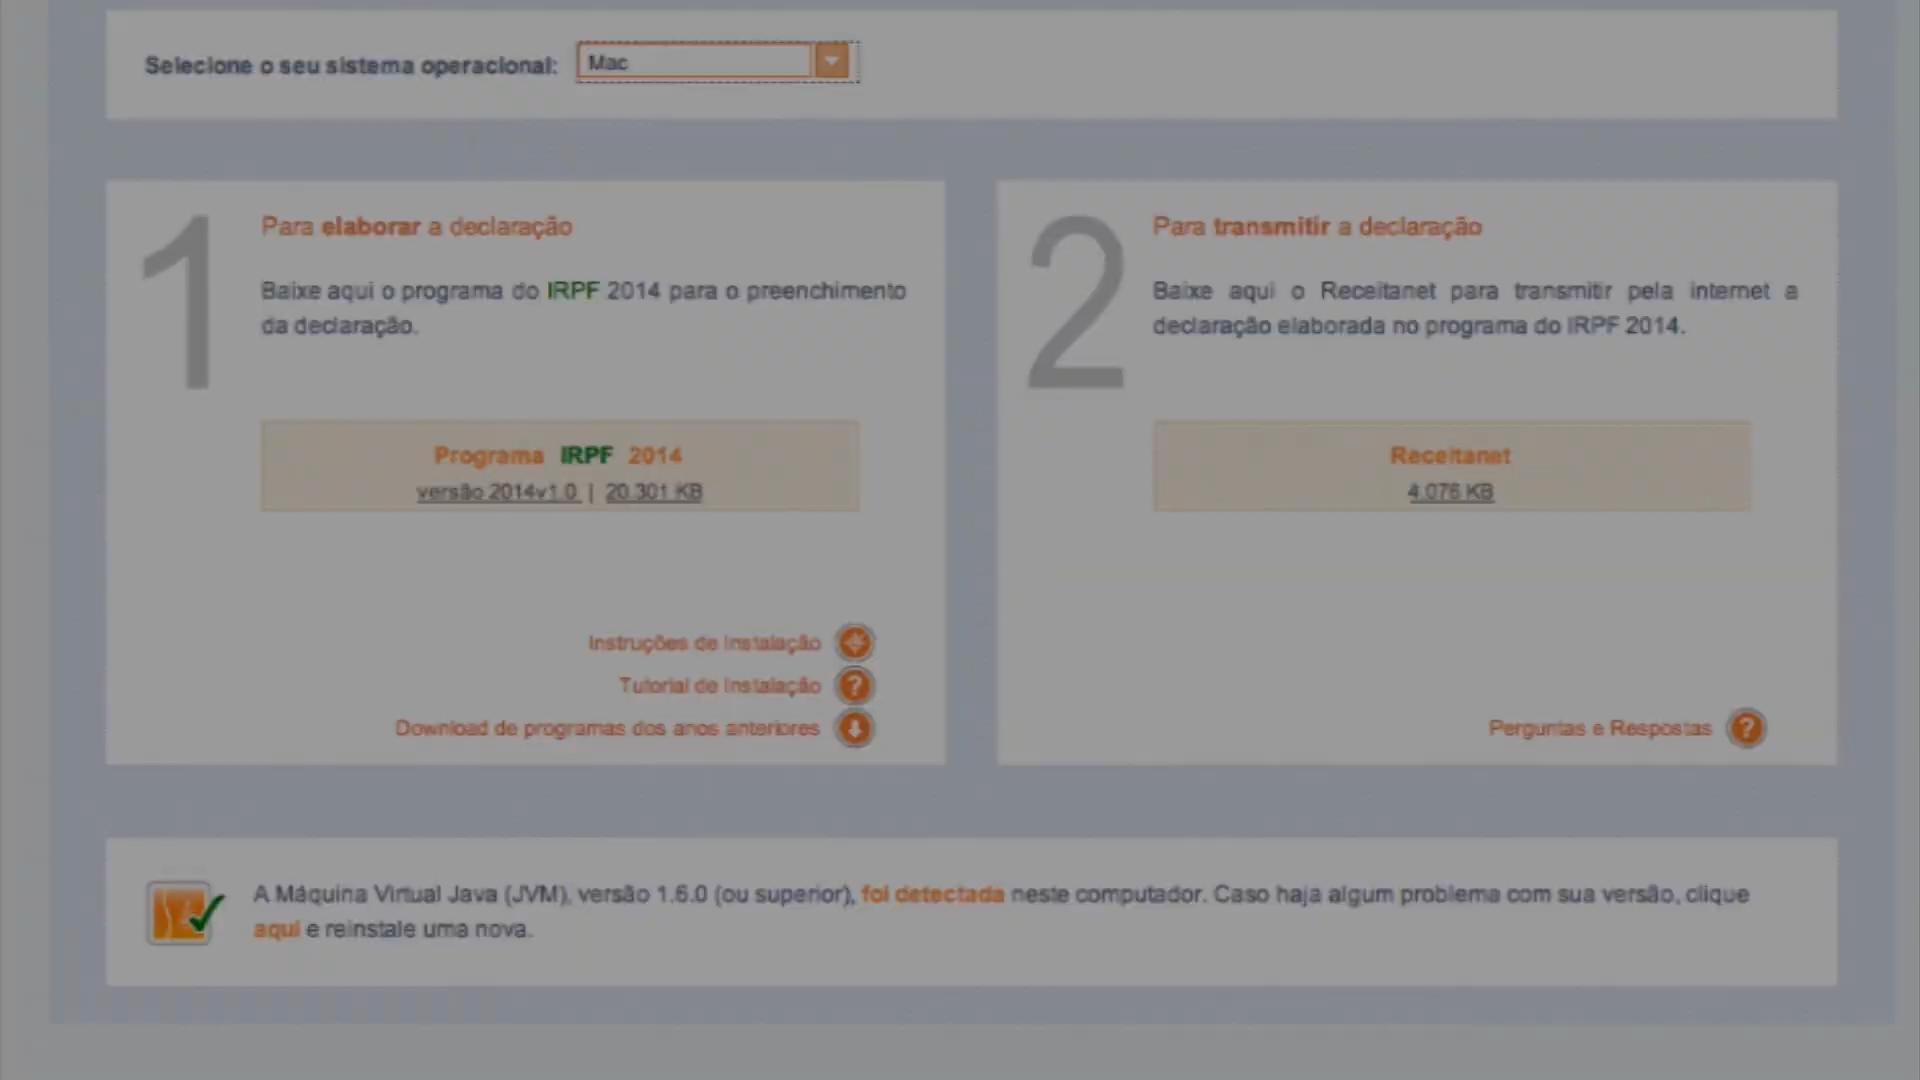 Selecione o seu sistema operacional: Mac
1
Para elaborar a declaração
Baixe aqui o programa do IRPF 2014 para o preenchimento
da declaração.
Programa IRPF 2014
versão 2014v1.0 | 20.301 KB
Instruções de Instalação
Tutorial de Instalação
Download de programas dos anos anteriores
2
Para transmitir a declaração
Baixe aqui o Receitanet para transmitir pela internet a
declaração elaborada no programa do IRPF 2014.
Receitanet
4.076 KB
Perguntas e Respostas
A Máquina Virtual Java (JVM), versão 1.6.0 (ou superior), foi detectada neste computador. Caso haja algum problema com sua versão, clique
aqui e reinstale uma nova.